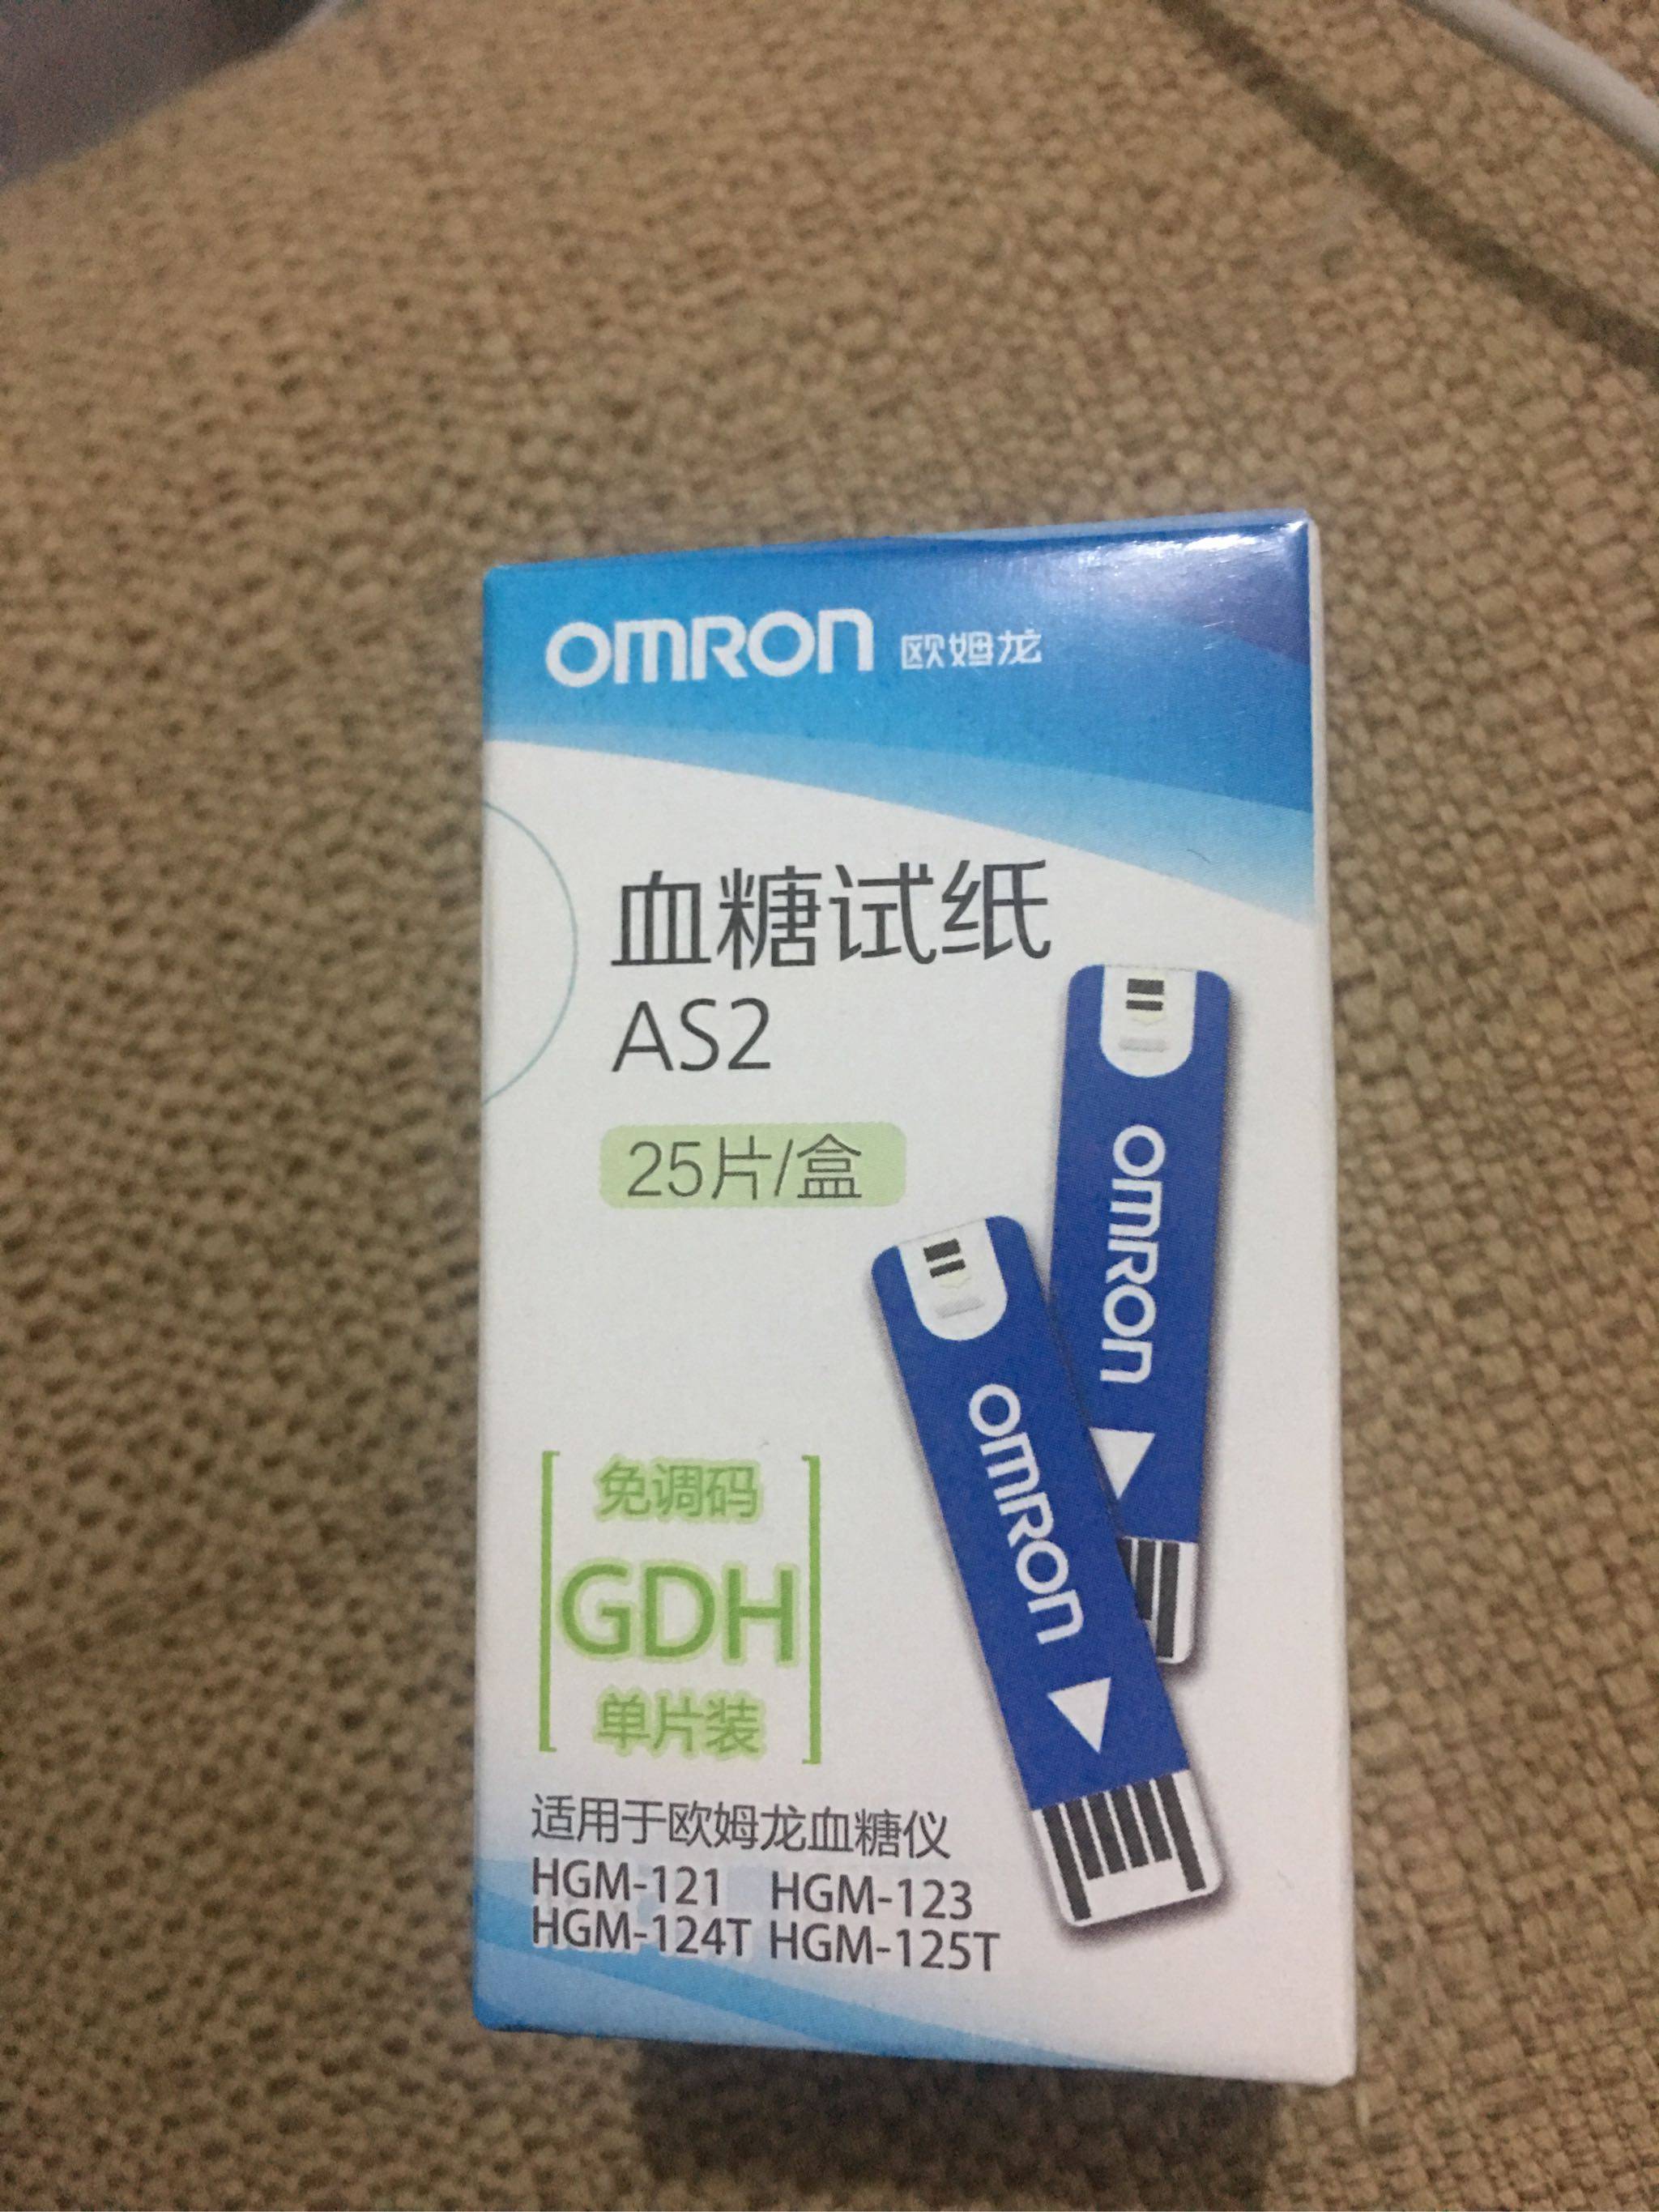 OMRON 欧姆龙
血糖试纸
AS2
25片/盒
OMRON
OMRON
免调码
GDH
单片装
适用于欧姆龙血糖仪
HGM-121 HGM-123
HGM-124T HGM-125T